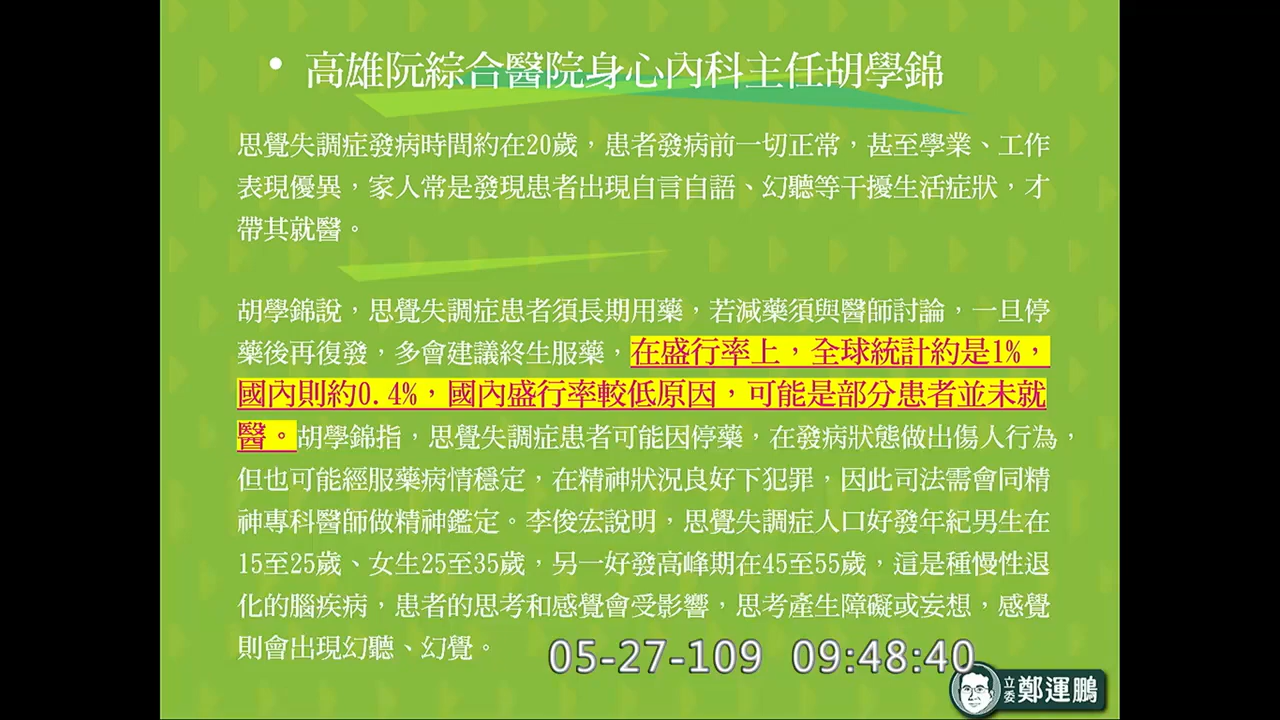 • 高雄阮綜合醫院身心內科主任胡學錦
思覺失調症發病時間約在20歲，患者發病前一切正常，甚至學業、工作
表現優異，家人常是發現患者出現自言自語、幻聽等干擾生活症狀，才
帶其就醫。
胡學錦說，思覺失調症患者須長期用藥，若減藥須與醫師討論，一旦停
藥後再復發，多會建議終生服藥，在盛行率上，全球統計約是1%，
國內則約0.4%，國內盛行率較低原因，可能是部分患者並未就
醫。胡學錦指，思覺失調症患者可能因停藥，在發病狀態做出傷人行為，
但也可能經服藥病情穩定，在精神狀況良好下犯罪，因此司法需會同精
神專科醫師做精神鑑定。李俊宏說明，思覺失調症人口好發年紀男生在
15至25歲、女生25至35歲，另一好發高峰期在45至55歲，這是種慢性退
化的腦疾病，患者的思考和感覺會受影響，思考產生障礙或妄想，感覺
則會出現幻聽、幻覺。
05-27-109 09:48:40
立委 鄭運鵬